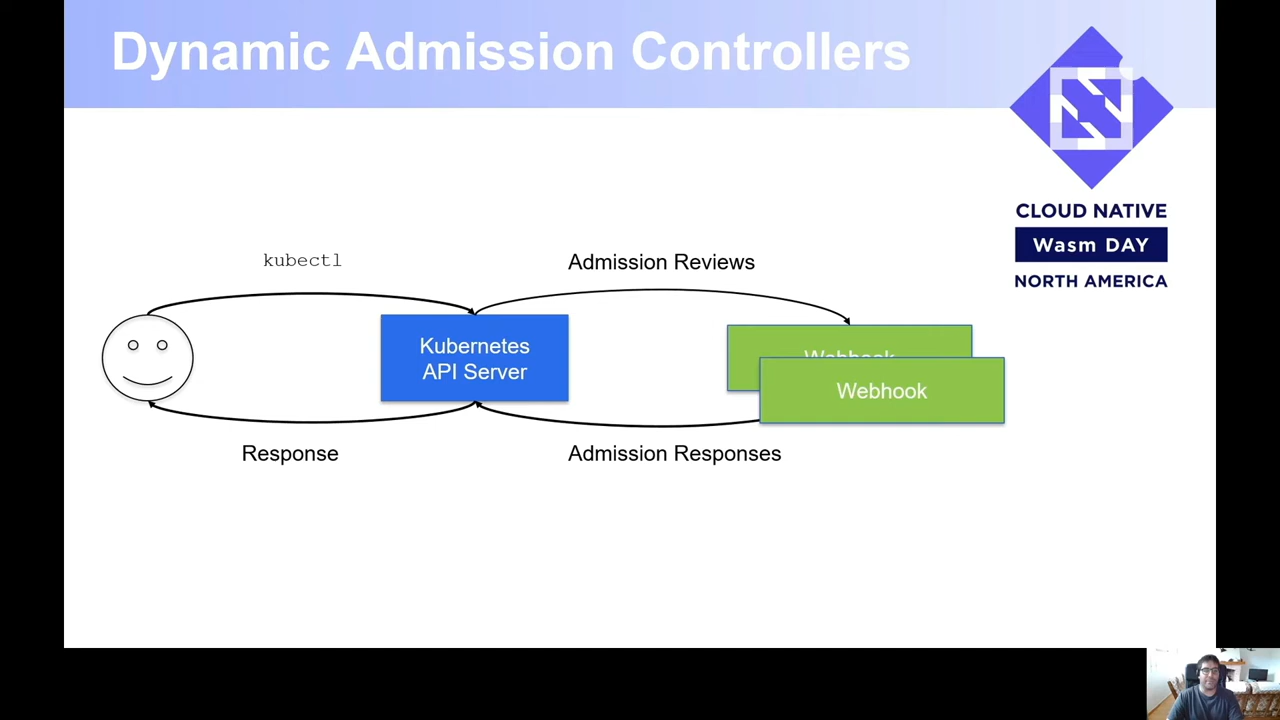 Dynamic Admission Controllers
CLOUD NATIVE
Wasm DAY
NORTH AMERICA
kubectl
Admission Reviews
Kubernetes
API Server
Webhook
Webhook
Response
Admission Responses